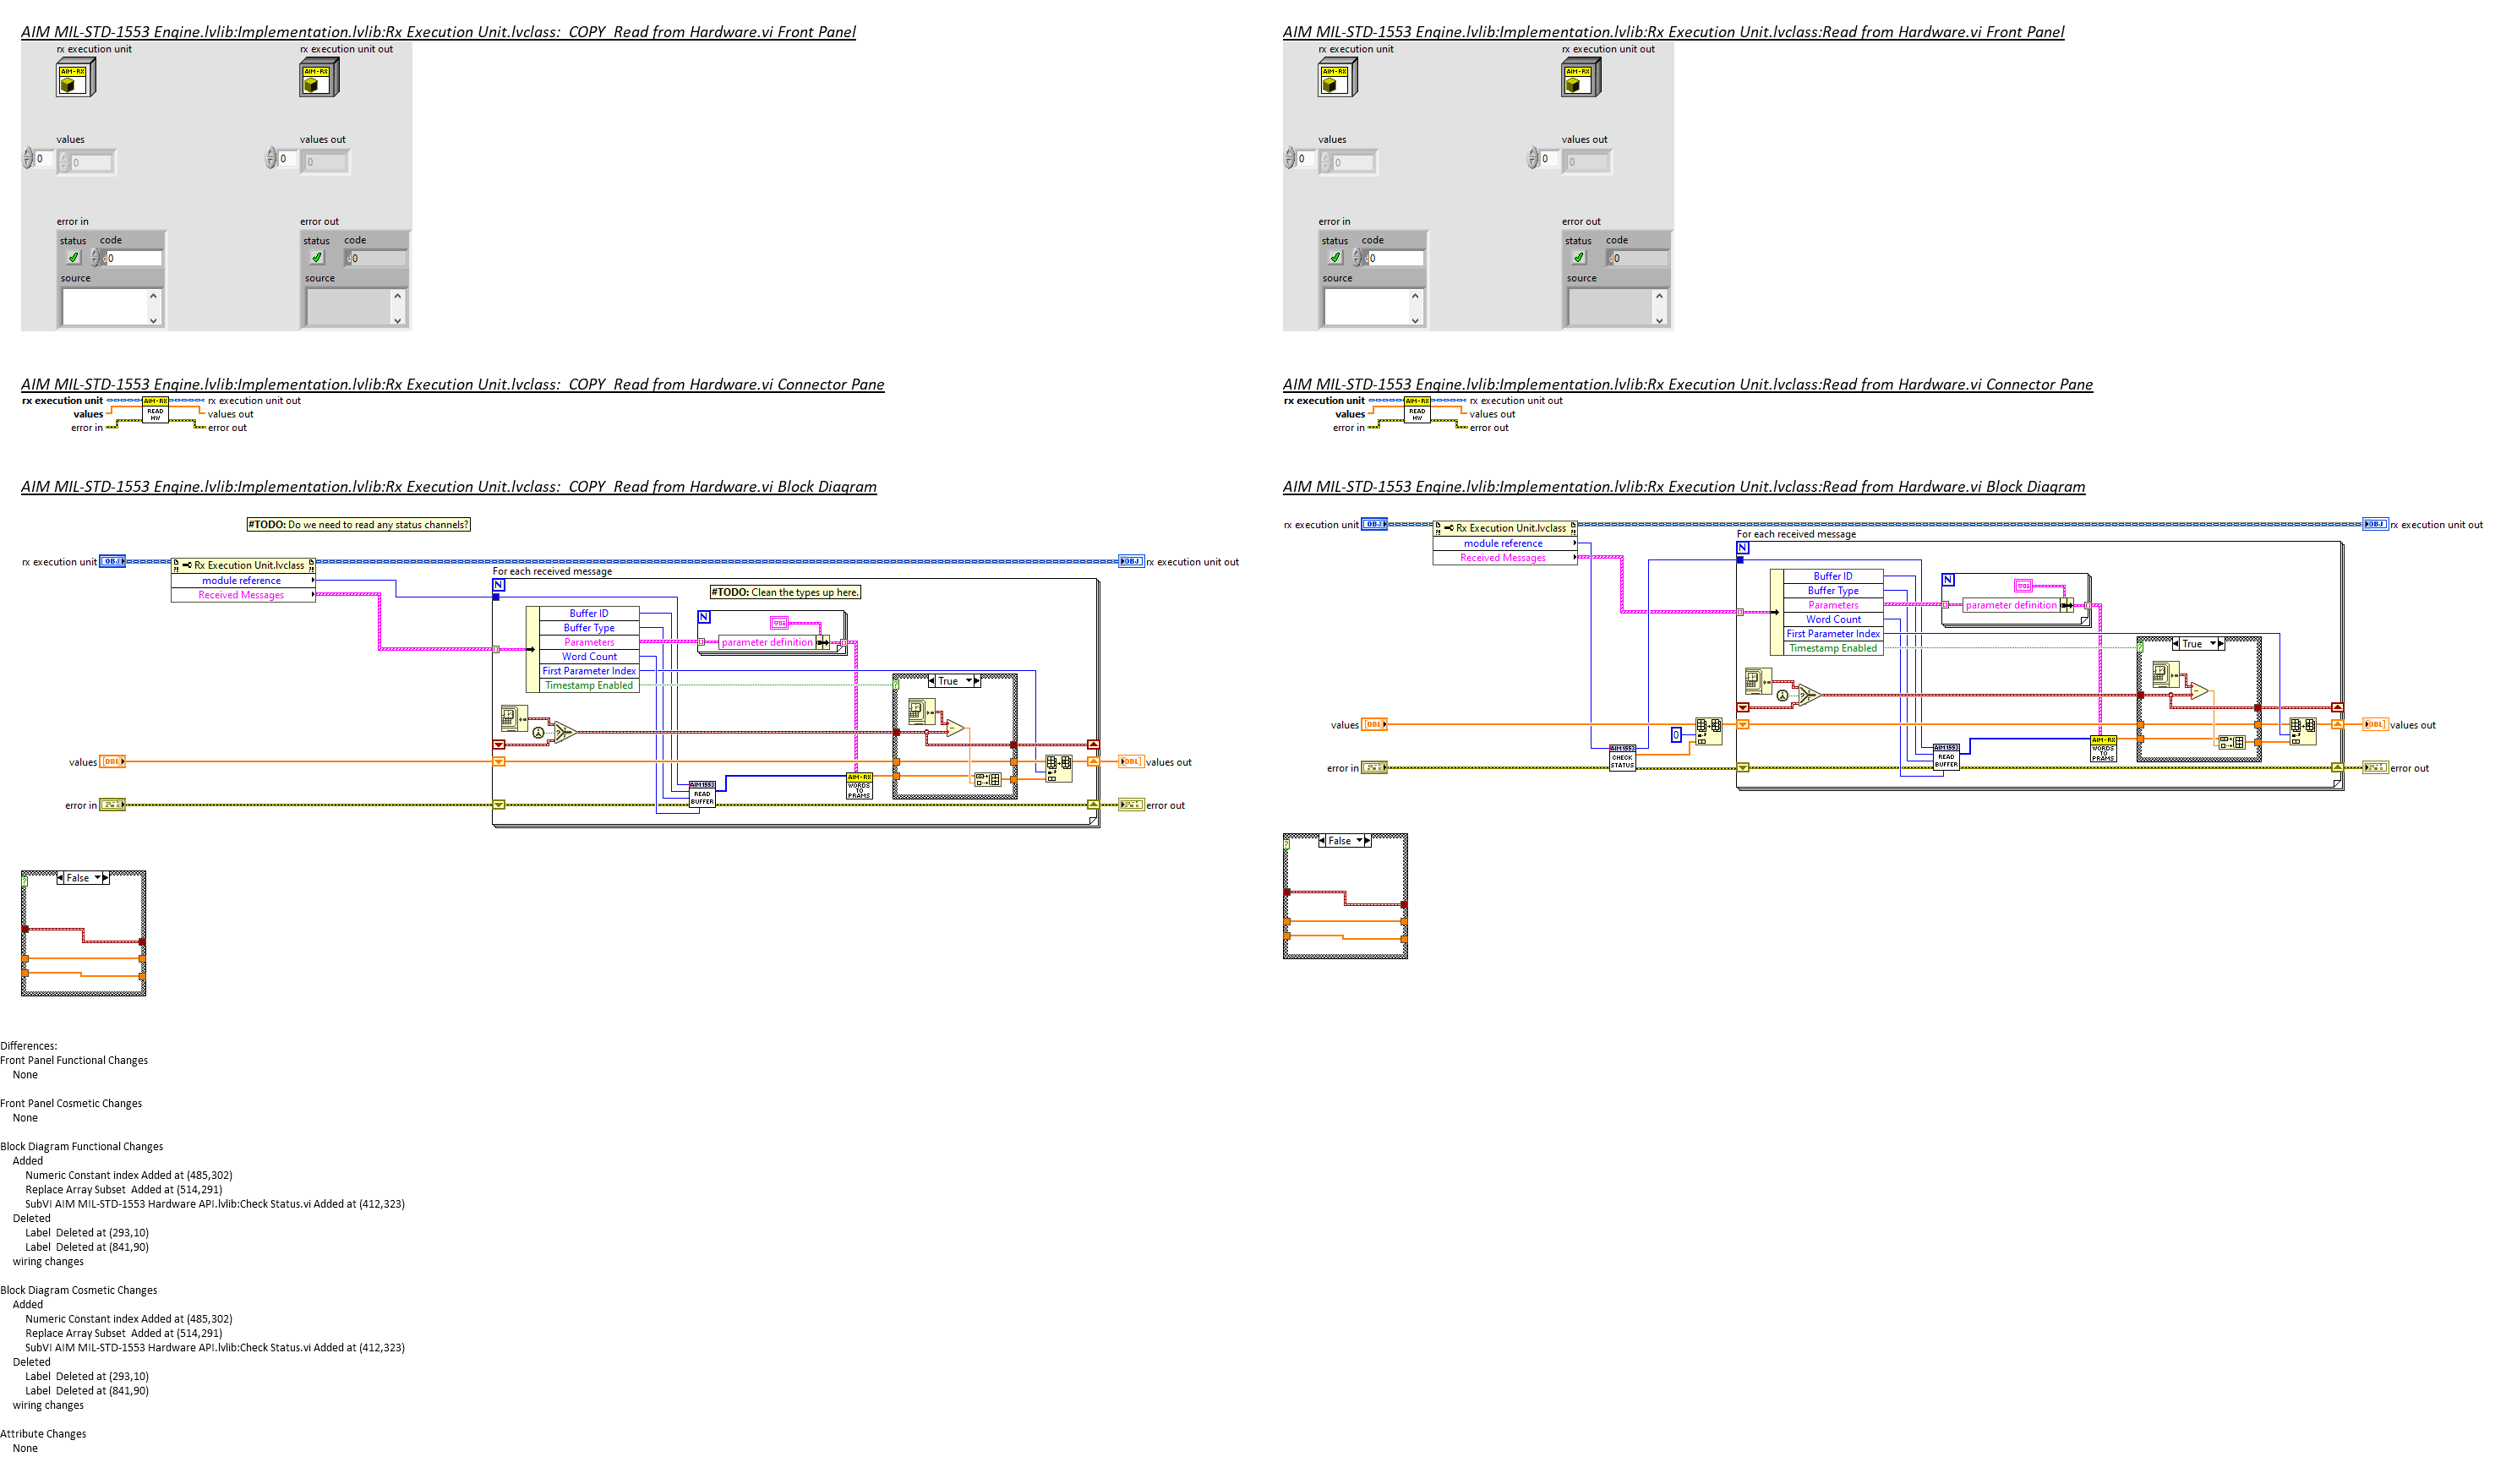 AIM MIL-STD-1553 Engine.lvlib:Implementation.lvlib:Rx Execution Unit.lvclass:_COPY_Read from Hardware.vi Front Panel
rx execution unit
rx execution unit out
AIM-RX
AIM-RX
values
values out
0
0
0
0
error in
error out
status
code
status
code
0
0
source
source
AIM MIL-STD-1553 Engine.lvlib:Implementation.lvlib:Rx Execution Unit.lvclass:_COPY_Read from Hardware.vi Connector Pane
rx execution unit
AIM-RX
rx execution unit out
values
READ
HW
values out
error in
error out
AIM MIL-STD-1553 Engine.lvlib:Implementation.lvlib:Rx Execution Unit.lvclass:_COPY_Read from Hardware.vi Block Diagram
#TODO: Do we need to read any status channels?
rx execution unit
OBJ
Rx Execution Unit.lvclass
module reference
Received Messages
OBJ
rx execution unit out
For each received message
N
#TODO: Clean the types up here.
Buffer ID
Buffer Type
Parameters
Word Count
First Parameter Index
Timestamp Enabled
N
parameter definition
True
values
DBL
DBL
values out
AIM1553
READ
BUFFER
AIM-RX
WORDS
TO
PRAMS
error in
error out
False
AIM MIL-STD-1553 Engine.lvlib:Implementation.lvlib:Rx Execution Unit.lvclass:Read from Hardware.vi Front Panel
rx execution unit
rx execution unit out
AIM-RX
AIM-RX
values
values out
0
0
0
0
error in
error out
status
code
status
code
0
0
source
source
AIM MIL-STD-1553 Engine.lvlib:Implementation.lvlib:Rx Execution Unit.lvclass:Read from Hardware.vi Connector Pane
rx execution unit
AIM-RX
rx execution unit out
values
READ
HW
values out
error in
error out
AIM MIL-STD-1553 Engine.lvlib:Implementation.lvlib:Rx Execution Unit.lvclass:Read from Hardware.vi Block Diagram
rx execution unit
OBJ
Rx Execution Unit.lvclass
module reference
Received Messages
OBJ
rx execution unit out
For each received message
N
Buffer ID
Buffer Type
Parameters
Word Count
First Parameter Index
Timestamp Enabled
N
parameter definition
True
values
DBL
0
DBL
values out
AIM1553
CHECK
STATUS
AIM1553
READ
BUFFER
AIM-RX
WORDS
TO
PRAMS
error in
error out
False
Differences:
Front Panel Functional Changes
None
Front Panel Cosmetic Changes
None
Block Diagram Functional Changes
Added
Numeric Constant index Added at (485,302)
Replace Array Subset  Added at (514,291)
SubVI AIM MIL-STD-1553 Hardware API.lvlib:Check Status.vi Added at (412,323)
Deleted
Label  Deleted at (293,10)
Label  Deleted at (841,90)
wiring changes
Block Diagram Cosmetic Changes
Added
Numeric Constant index Added at (485,302)
Replace Array Subset  Added at (514,291)
SubVI AIM MIL-STD-1553 Hardware API.lvlib:Check Status.vi Added at (412,323)
Deleted
Label  Deleted at (293,10)
Label  Deleted at (841,90)
wiring changes
Attribute Changes
None